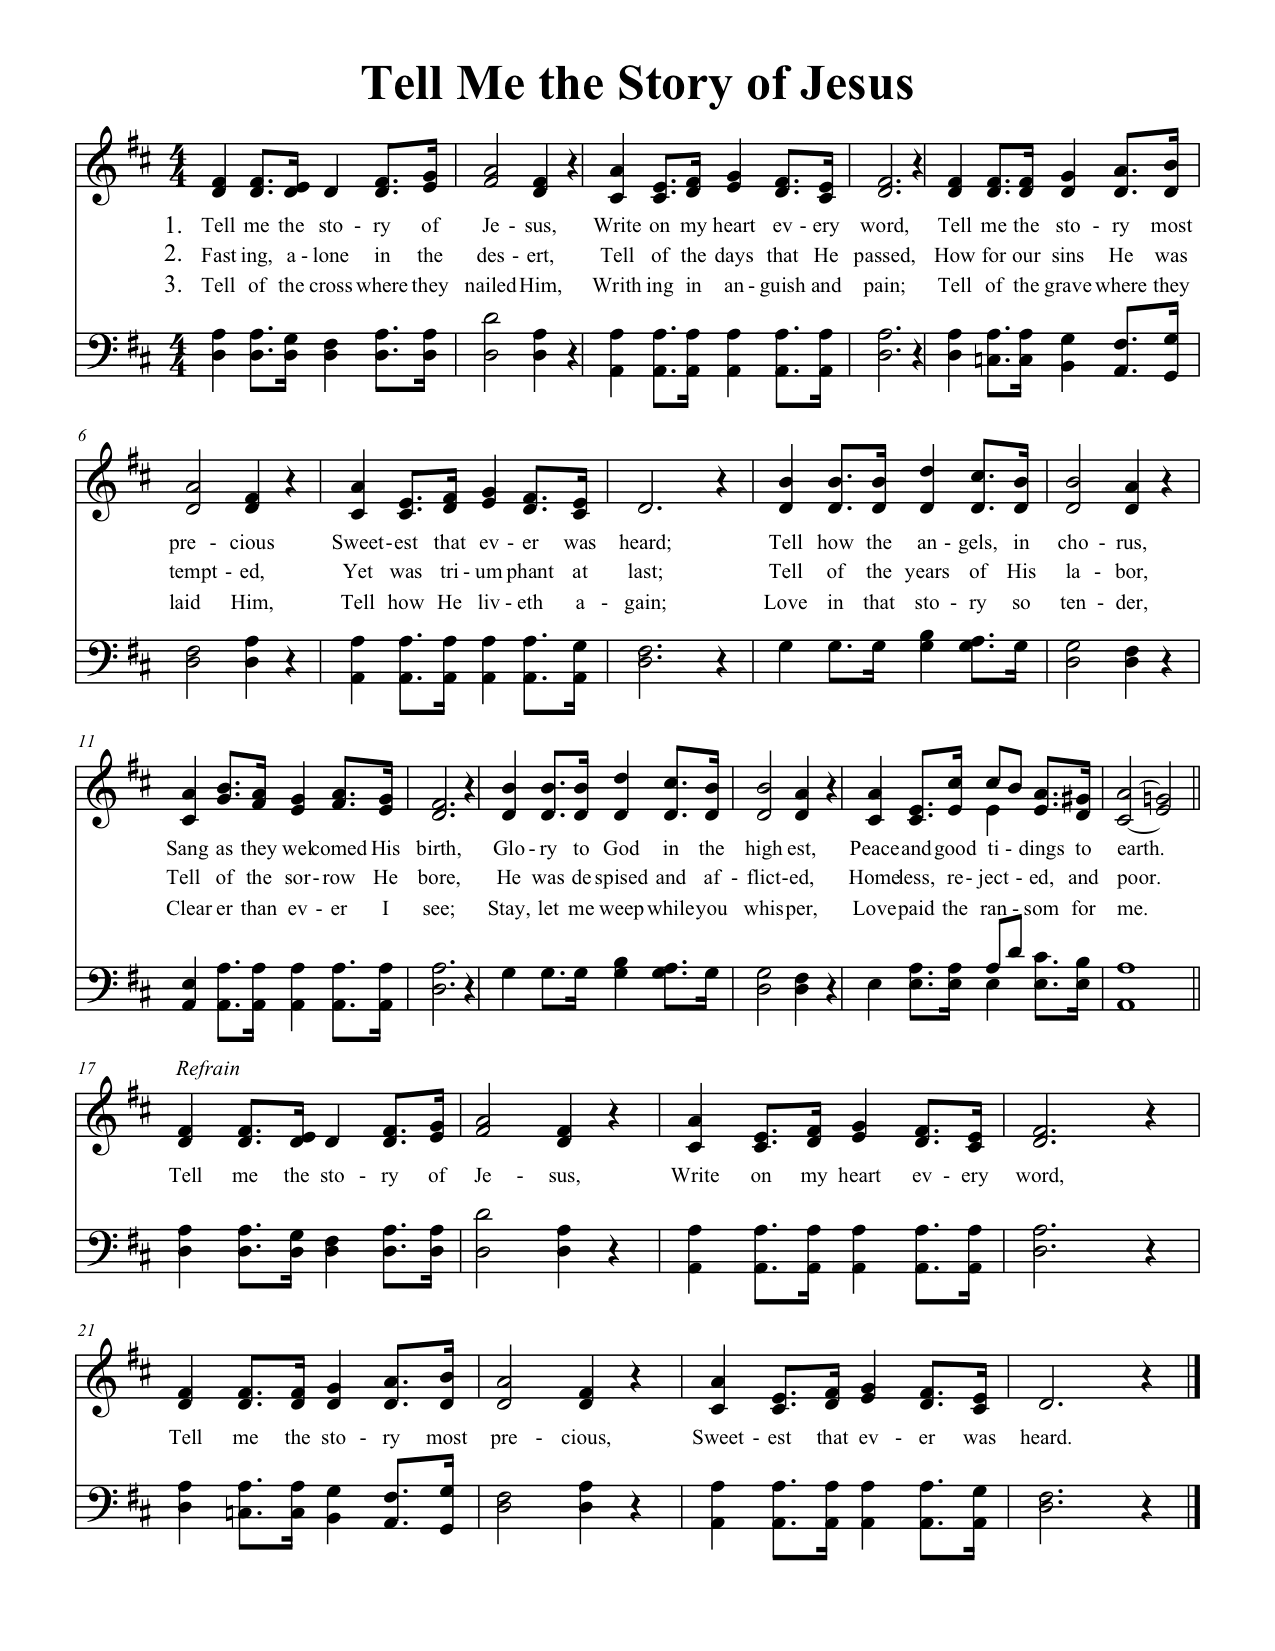 Tell Me the Story of Jesus
1. Tell me the sto - ry of Je - sus, Write on my heart ev - ery word, Tell me the sto - ry most
2. Fast ing, a - lone in the des - ert, Tell of the days that He passed, How for our sins He was
3. Tell of the cross where they nailed Him, Writh ing in an - guish and pain; Tell of the grave where they
6
pre - cious Sweet - est that ev - er was heard; Tell how the an - gels, in cho - rus,
tempt - ed, Yet was tri - um phant at last; Tell of the years of His la - bor,
laid Him, Tell how He liv - eth a - gain; Love in that sto - ry so ten - der,
11
Sang as they welcomed His birth, Glo - ry to God in the high est, Peace and good ti - dings to earth.
Tell of the sor - row He bore, He was de spised and af - flict - ed, Homeless, re - ject - ed, and poor.
Clear er than ev - er I see; Stay, let me weep while you whisper, Love paid the ran - som for me.
17 Refrain
Tell me the sto - ry of Je - sus, Write on my heart ev - ery word,
21
Tell me the sto - ry most pre - cious, Sweet - est that ev - er was heard.